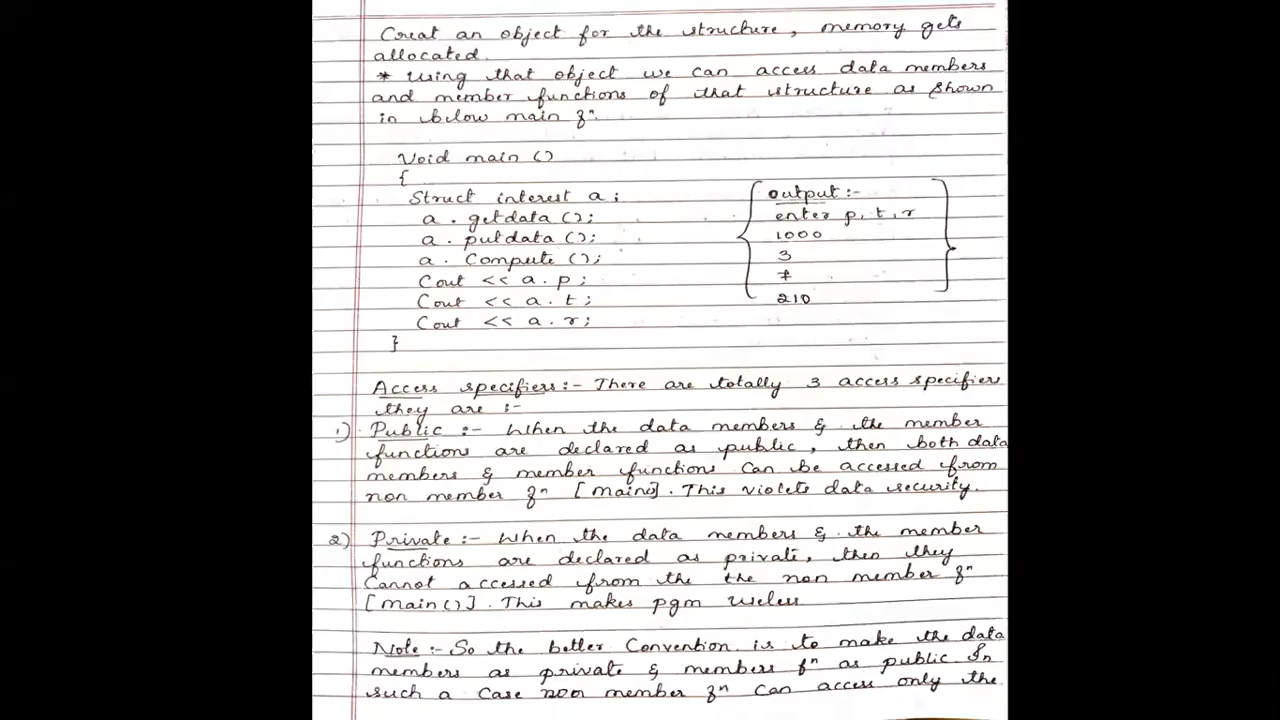 Creat an object for the structure, memory gets
allocated.
* Using that object we can access data members
and member functions of that structure as shown
in below main fⁿ.
Void main ()
{
Struct interest a;
a . getdata ();
a . putdata ();
a . Compute ();
Cout << a . p ;
Cout << a . t ;
Cout << a . r ;
}
output :-
enter p, t, r
1000
3
7
210
Access specifiers :- There are totally 3 access specifier
they are :-
1) Public :- When the data members & the member
functions are declared as public, then both data
members & member functions Can be accessed from
non member fⁿ [main]. This violets data security.
2) Private :- When the data members & the member
functions are declared as private, then they
Cannot accessed from the the non member fⁿ
[main()]. This makes pgm useless
Note :- So the better Convention is to make the data
members as private & members fⁿ as public In
such a Case non member fⁿ Can access only the